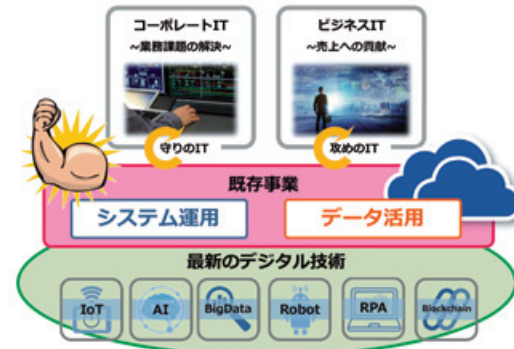 コーポレートIT
~業務課題の解決~
守りのIT
ビジネスIT
~売上への貢献~
攻めのIT
既存事業
システム運用
データ活用
最新のデジタル技術
IoT
AI
BigData
Robot
RPA
Blockchain